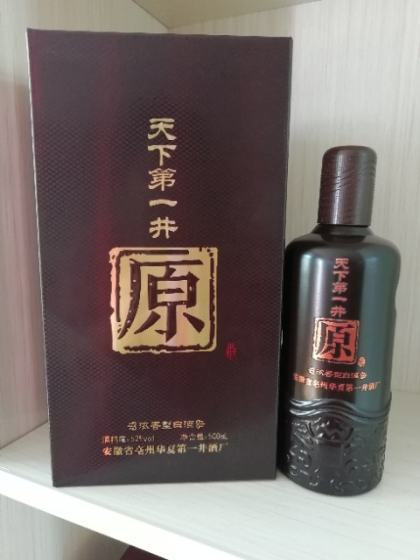 天下第一井
原
浓香型白酒
酒精度:52%vol 净含量:500mL
安徽省亳州华夏第一井酒厂
天下第一井
原
浓香型白酒
安徽省亳州华夏第一井酒厂